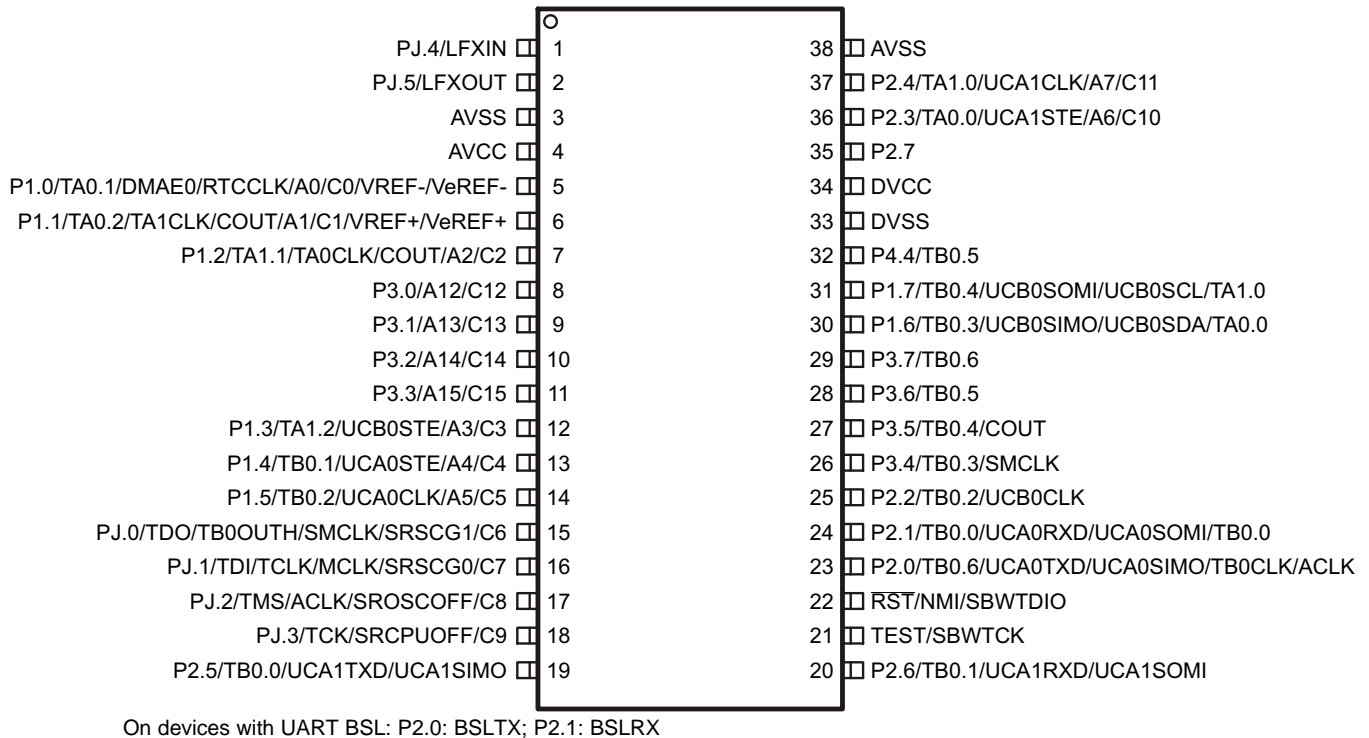 PJ.4/LFXIN 1
PJ.5/LFXOUT 2
AVSS 3
AVCC 4
P1.0/TA0.1/DMAE0/RTCCLK/A0/C0/VREF-/VeREF- 5
P1.1/TA0.2/TA1CLK/COUT/A1/C1/VREF+/VeREF+ 6
P1.2/TA1.1/TA0CLK/COUT/A2/C2 7
P3.0/A12/C12 8
P3.1/A13/C13 9
P3.2/A14/C14 10
P3.3/A15/C15 11
P1.3/TA1.2/UCB0STE/A3/C3 12
P1.4/TB0.1/UCA0STE/A4/C4 13
P1.5/TB0.2/UCA0CLK/A5/C5 14
PJ.0/TDO/TB0OUTH/SMCLK/SRSCG1/C6 15
PJ.1/TDI/TCLK/MCLK/SRSCG0/C7 16
PJ.2/TMS/ACLK/SROSCOFF/C8 17
PJ.3/TCK/SRCPUOFF/C9 18
P2.5/TB0.0/UCA1TXD/UCA1SIMO 19
38 AVSS
37 P2.4/TA1.0/UCA1CLK/A7/C11
36 P2.3/TA0.0/UCA1STE/A6/C10
35 P2.7
34 DVCC
33 DVSS
32 P4.4/TB0.5
31 P1.7/TB0.4/UCB0SOMI/UCB0SCL/TA1.0
30 P1.6/TB0.3/UCB0SIMO/UCB0SDA/TA0.0
29 P3.7/TB0.6
28 P3.6/TB0.5
27 P3.5/TB0.4/COUT
26 P3.4/TB0.3/SMCLK
25 P2.2/TB0.2/UCB0CLK
24 P2.1/TB0.0/UCA0RXD/UCA0SOMI/TB0.0
23 P2.0/TB0.6/UCA0TXD/UCA0SIMO/TB0CLK/ACLK
22 RST/NMI/SBWTDIO
21 TEST/SBWTCK
20 P2.6/TB0.1/UCA1RXD/UCA1SOMI
On devices with UART BSL: P2.0: BSLTX; P2.1: BSLRX